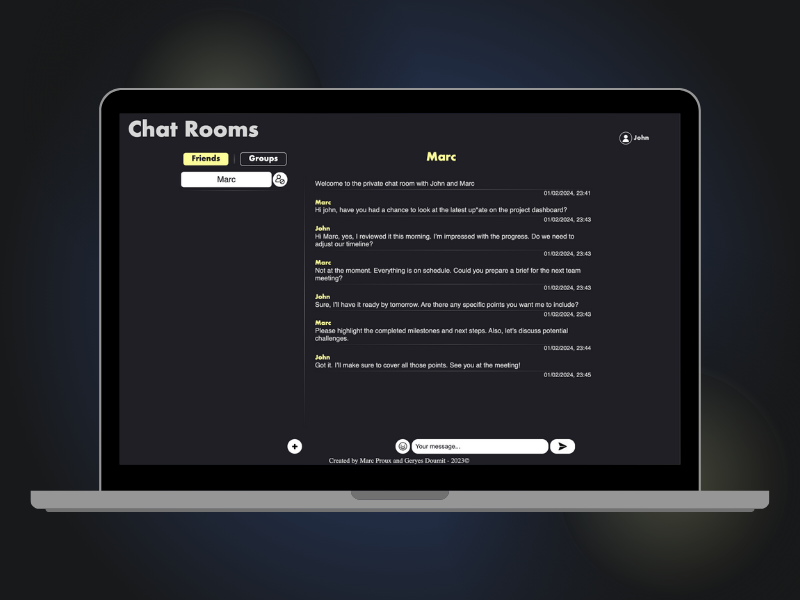 Chat Rooms
John
Friends
Groups
Marc
Marc
Welcome to the private chat room with John and Marc
01/02/2024, 23:41
Marc
Hi john, have you had a chance to look at the latest up*ate on the project dashboard?
01/02/2024, 23:43
John
Hi Marc, yes, I reviewed it this morning. I'm impressed with the progress. Do we need to
adjust our timeline?
01/02/2024, 23:43
Marc
Not at the moment. Everything is on schedule. Could you prepare a brief for the next team
meeting?
01/02/2024, 23:43
John
Sure, I'll have it ready by tomorrow. Are there any specific points you want me to include?
01/02/2024, 23:43
Marc
Please highlight the completed milestones and next steps. Also, let's discuss potential
challenges.
01/02/2024, 23:44
John
Got it. I'll make sure to cover all those points. See you at the meeting!
01/02/2024, 23:45
Your message...
Created by Marc Proux and Geryes Doumit - 2023©